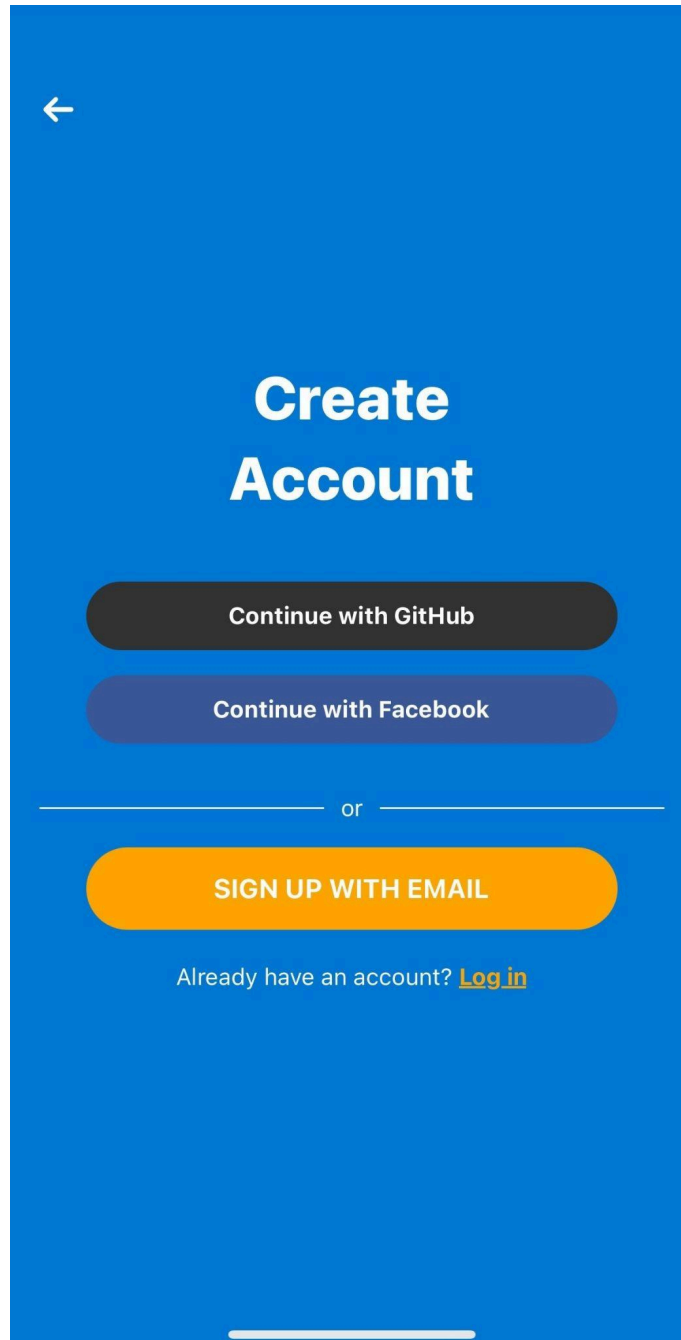 Create
Account
Continue with GitHub
Continue with Facebook
or
SIGN UP WITH EMAIL
Already have an account? Log in